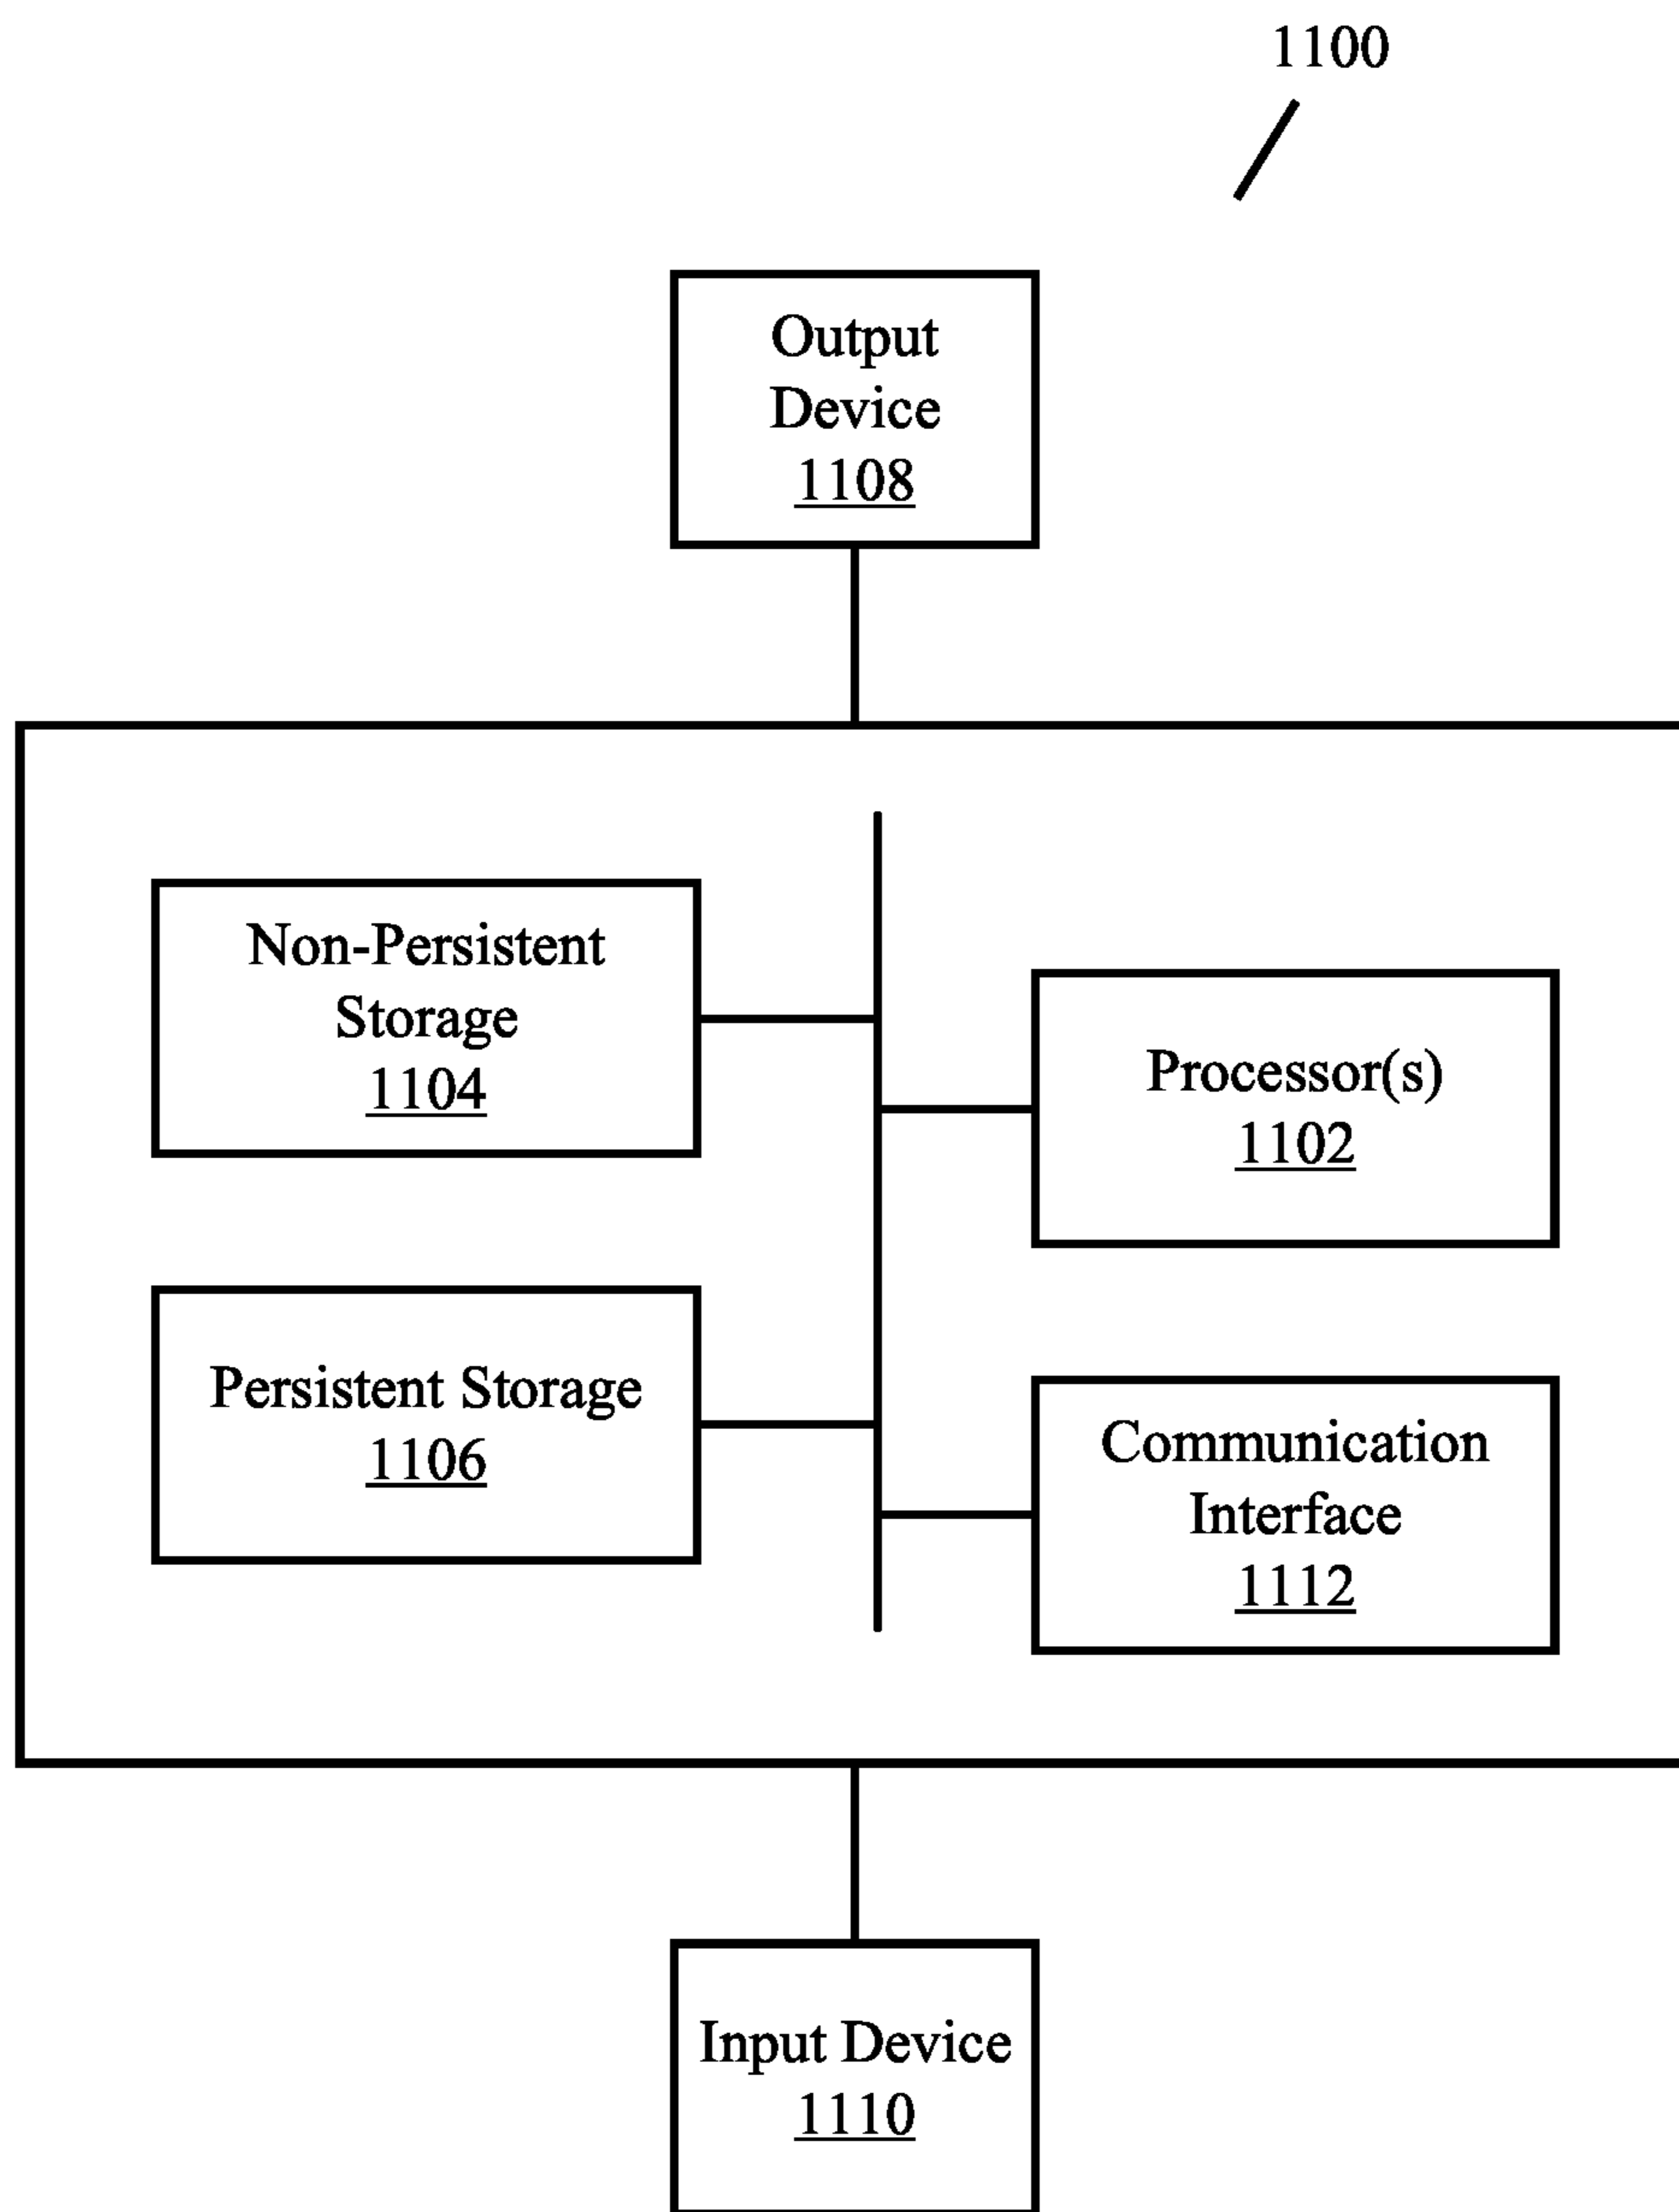 1100
Output
Device
1108
Non-Persistent
Storage
1104
Processor(s)
1102
Persistent Storage
1106
Communication
Interface
1112
Input Device
1110